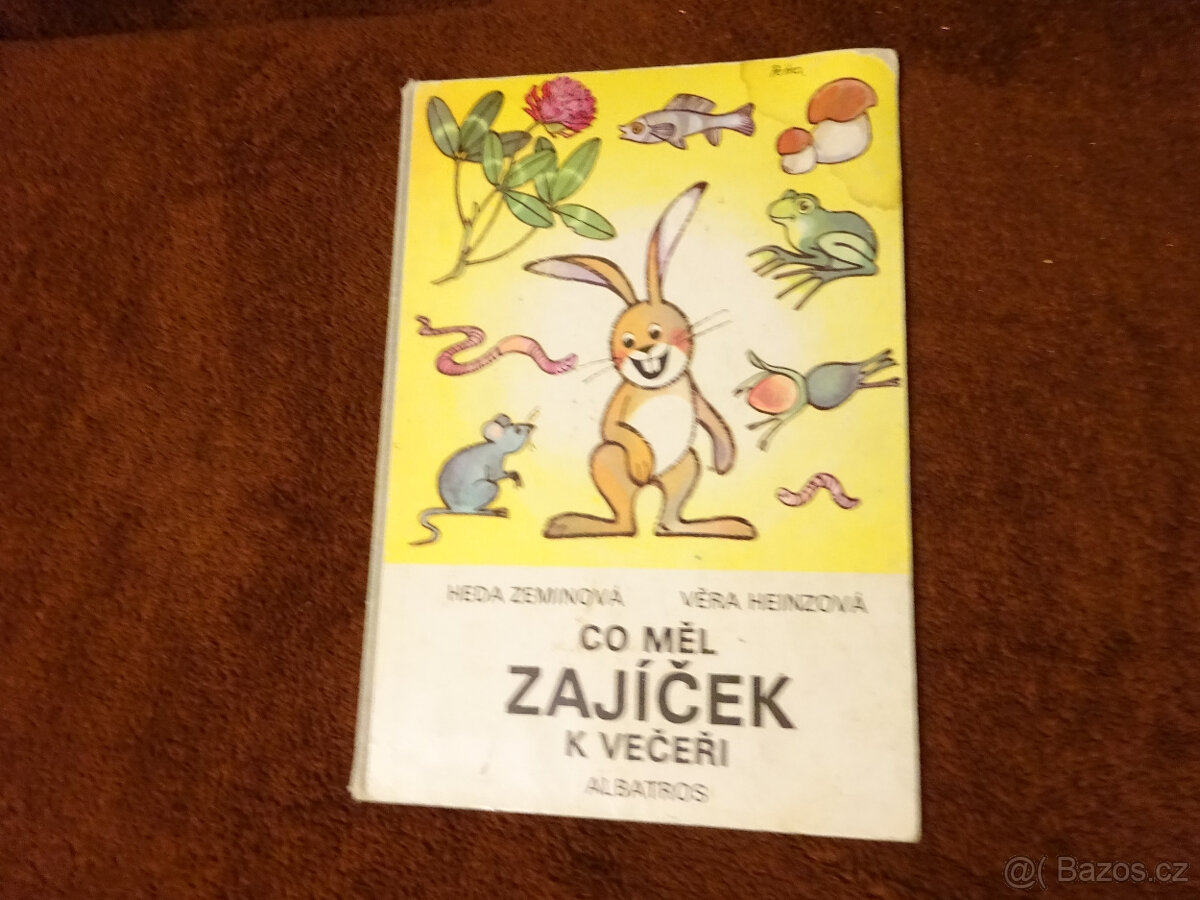 HEDA ZEMINOVÁ VĚRA HEINZOVÁ
CO MĚL
ZAJÍČEK
K VEČEŘI
ALBATROS
@( Bazos.cz